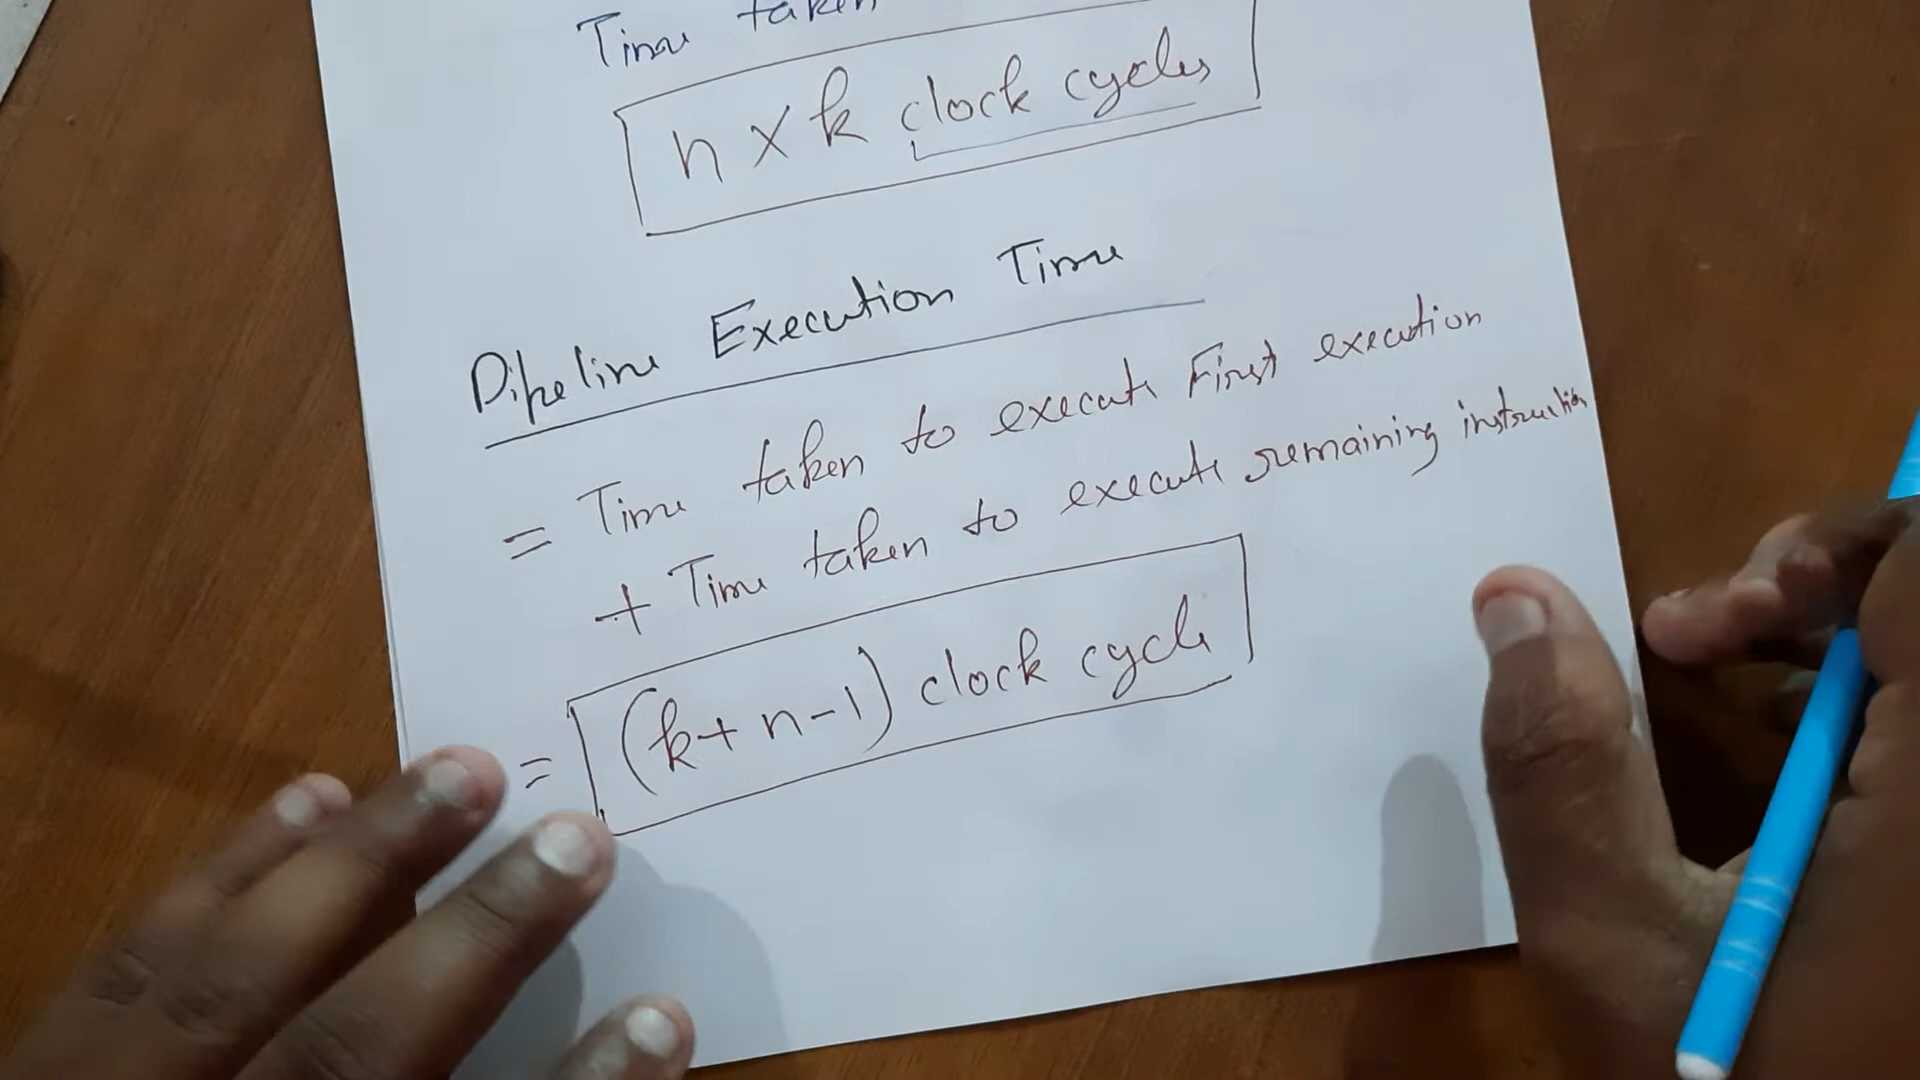 Time taken
n × k clock cycles
Pipeline Execution Time
= Time taken to execute First execution
+ Time taken to execute remaining instruction
= (k+n-1) clock cycle